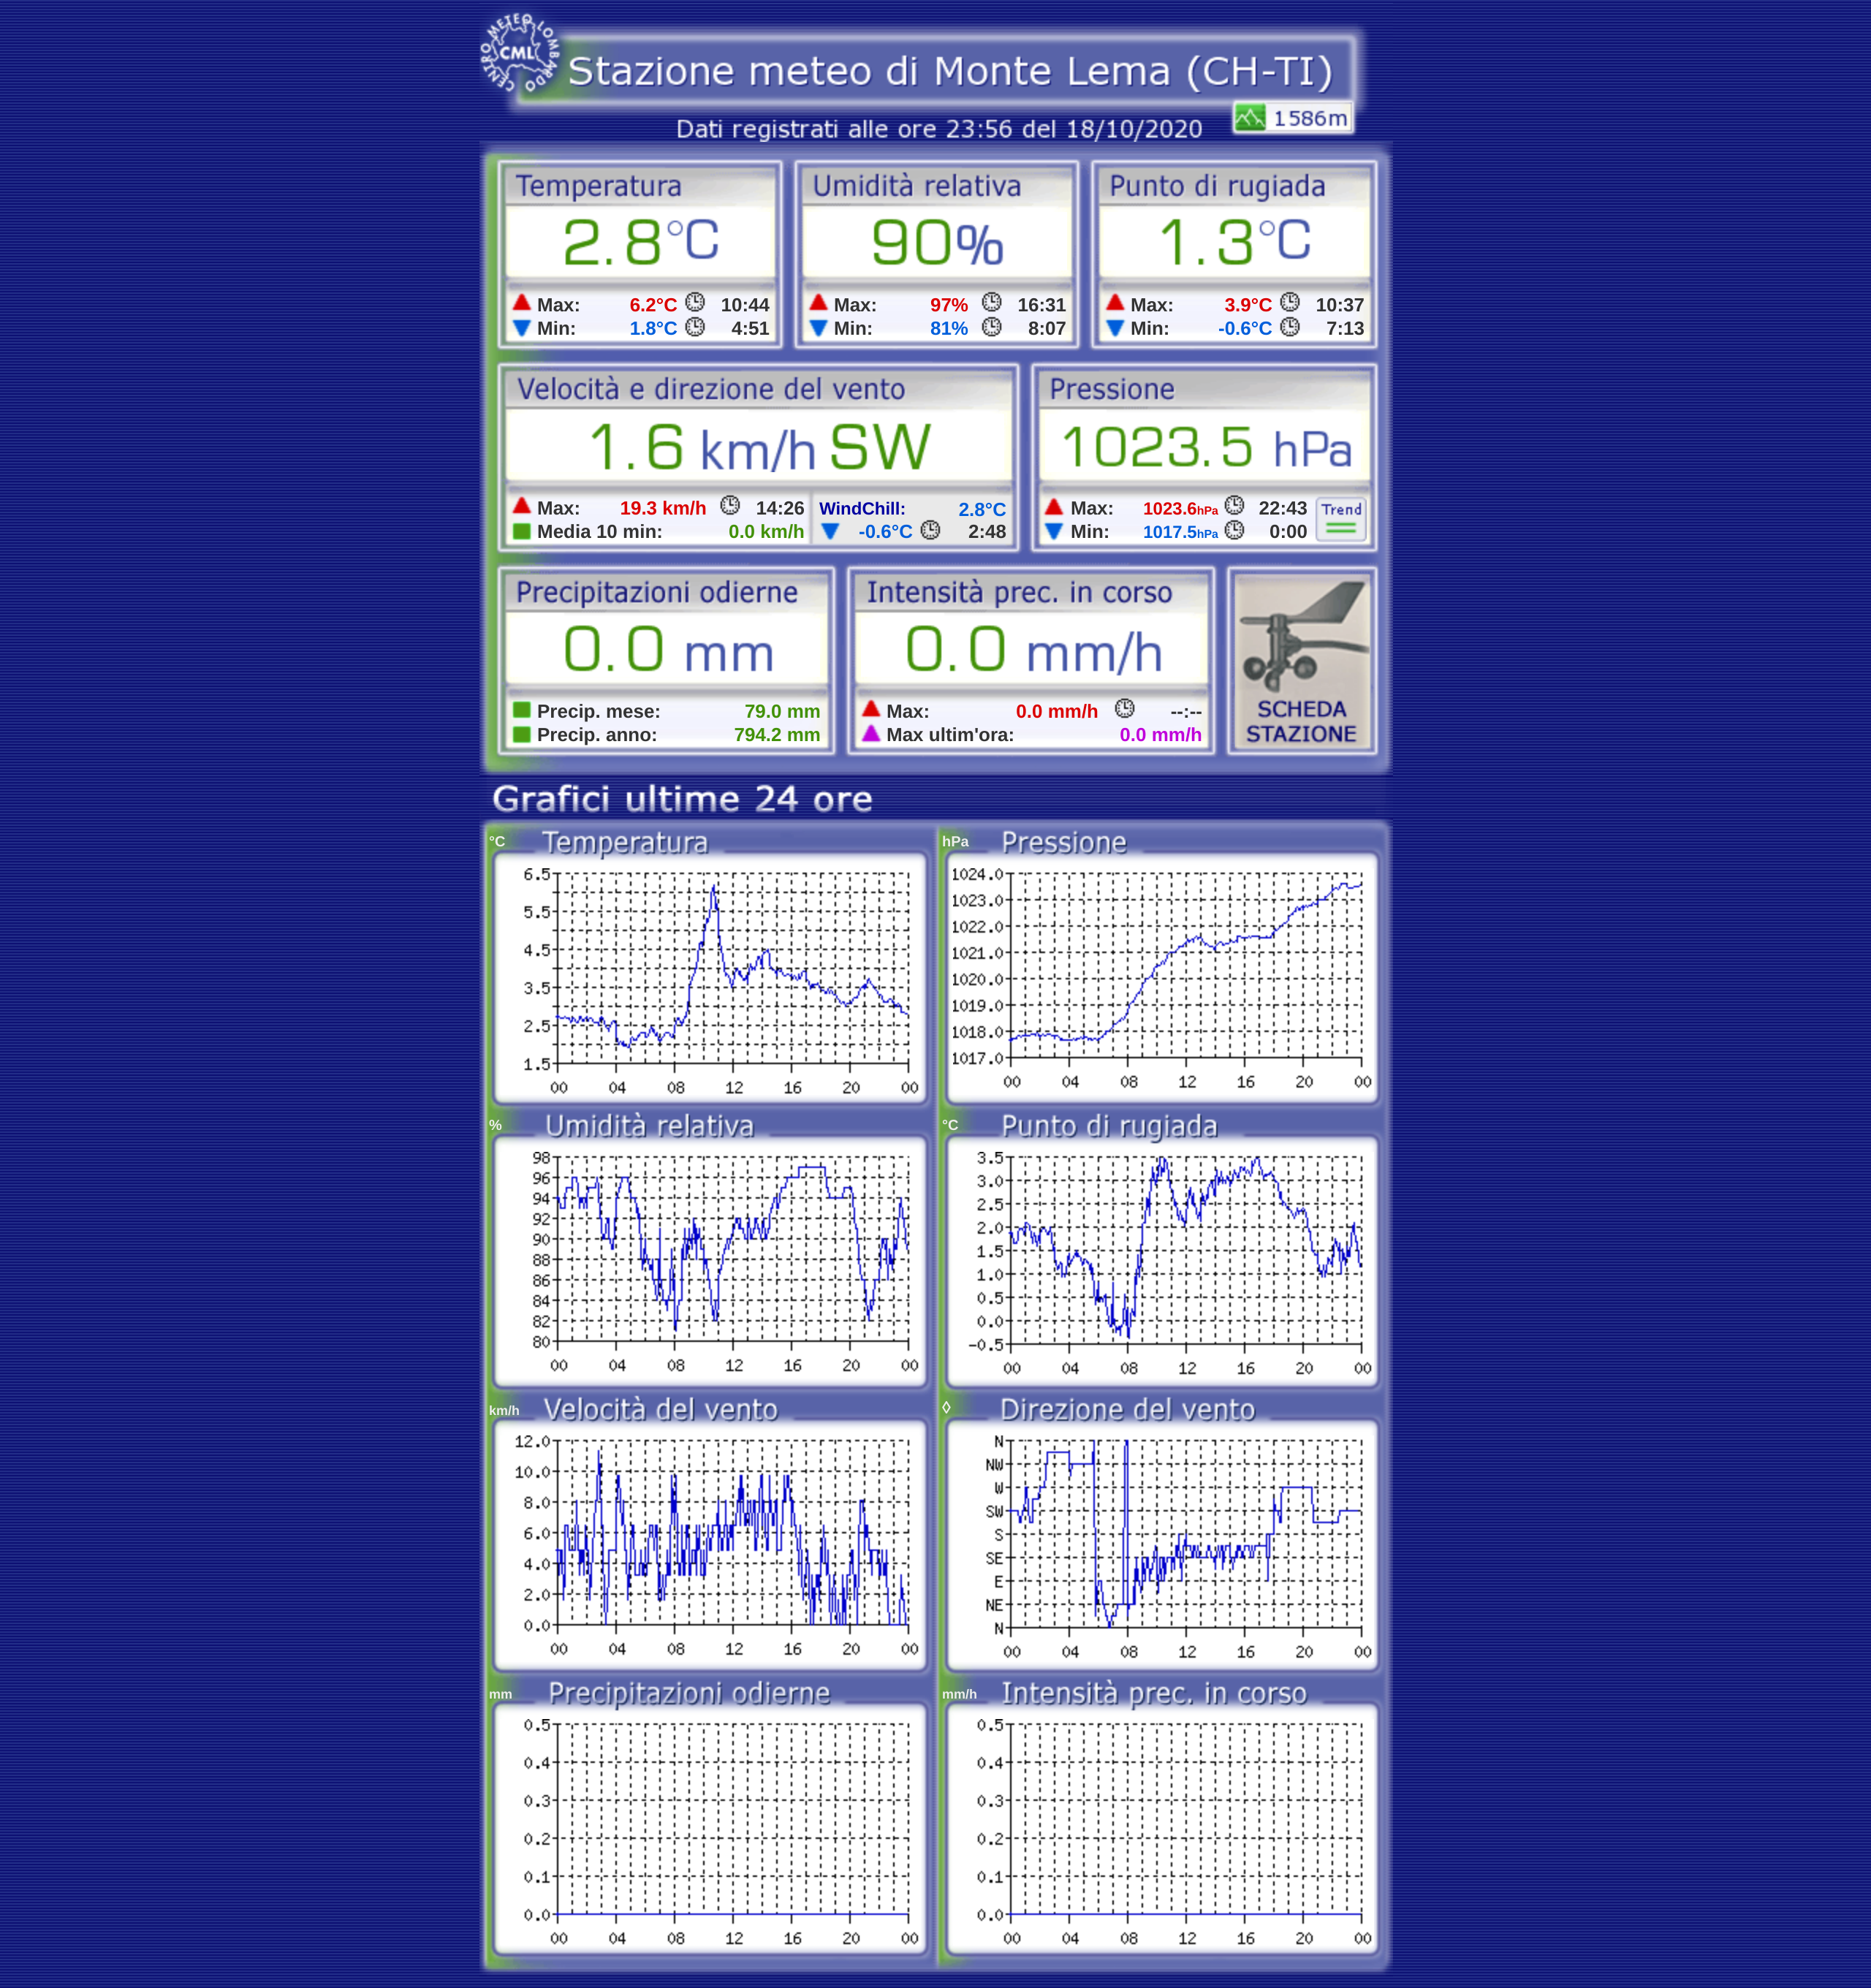 CENTRO METEO LOMBARDO
CML
Stazione meteo di Monte Lema (CH-TI)
1586m
Dati registrati alle ore 23:56 del 18/10/2020
Temperatura Umidità relativa Punto di rugiada
2.8°C 90% 1.3°C
Max: 6.2°C 10:44 Max: 97% 16:31 Max: 3.9°C 10:37
Min: 1.8°C 4:51 Min: 81% 8:07 Min: -0.6°C 7:13
Velocità e direzione del vento Pressione
1.6 km/h SW 1023.5 hPa
Max: 19.3 km/h 14:26 WindChill: 2.8°C Max: 1023.6hPa 22:43 Trend
Media 10 min: 0.0 km/h -0.6°C 2:48 Min: 1017.5hPa 0:00
Precipitazioni odierne Intensità prec. in corso
0.0 mm 0.0 mm/h
Precip. mese: 79.0 mm Max: 0.0 mm/h --:-- SCHEDA
Precip. anno: 794.2 mm Max ultim'ora: 0.0 mm/h STAZIONE
Grafici ultime 24 ore
°C Temperatura
6.5
5.5
4.5
3.5
2.5
1.5
00 04 08 12 16 20 00
hPa Pressione
1024.0
1023.0
1022.0
1021.0
1020.0
1019.0
1018.0
1017.0
00 04 08 12 16 20 00
% Umidità relativa
98
96
94
92
90
88
86
84
82
80
00 04 08 12 16 20 00
°C Punto di rugiada
3.5
3.0
2.5
2.0
1.5
1.0
0.5
0.0
-0.5
00 04 08 12 16 20 00
km/h Velocità del vento
12.0
10.0
8.0
6.0
4.0
2.0
0.0
00 04 08 12 16 20 00
◊ Direzione del vento
N
NW
W
SW
S
SE
E
NE
N
00 04 08 12 16 20 00
mm Precipitazioni odierne
0.5
0.4
0.3
0.2
0.1
0.0
00 04 08 12 16 20 00
mm/h Intensità prec. in corso
0.5
0.4
0.3
0.2
0.1
0.0
00 04 08 12 16 20 00